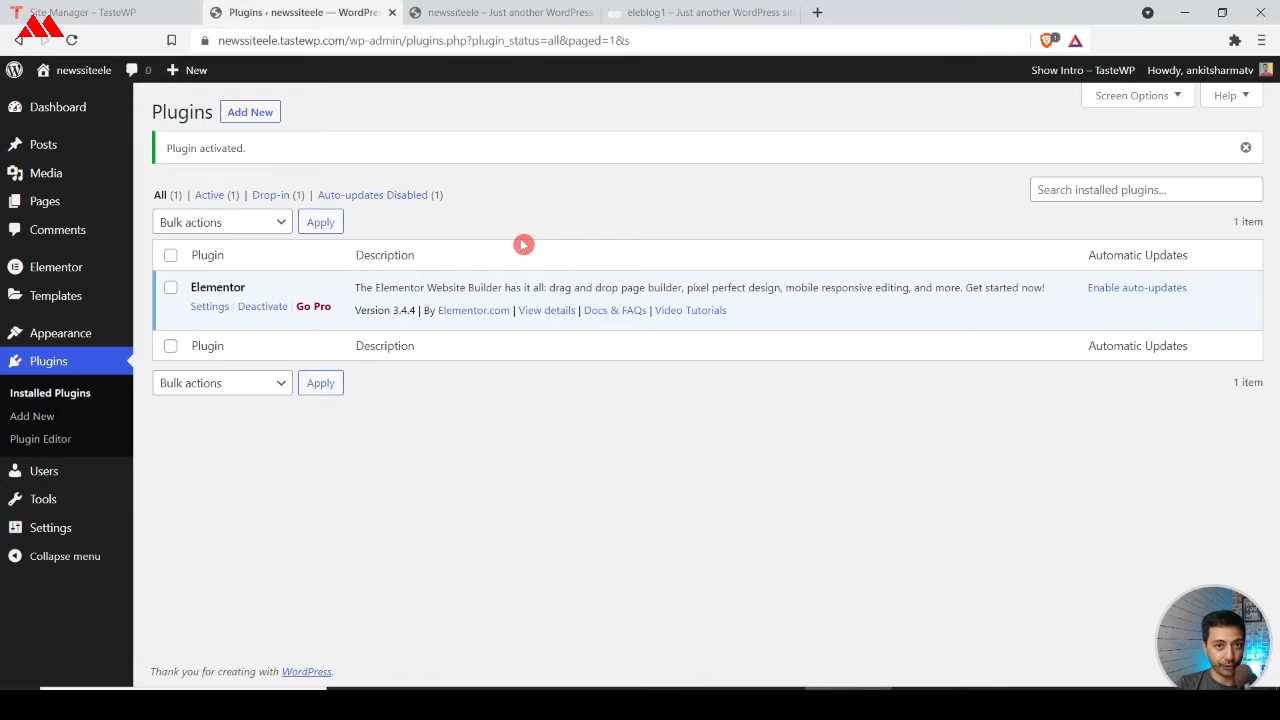 Site Manager – TasteWP
Plugins ‹ newssiteele — WordPre
newssiteele – Just another WordPress
eleblog1 – Just another WordPress sit
newssiteele.tastewp.com/wp-admin/plugins.php?plugin_status=all&paged=1&s
1
newssiteele
0
New
Show Intro – TasteWP
Howdy, ankitsharmatv
Dashboard
Posts
Media
Pages
Comments
Elementor
Templates
Appearance
Plugins
Installed Plugins
Add New
Plugin Editor
Users
Tools
Settings
Collapse menu
Plugins
Add New
Screen Options
Help
Plugin activated.
All (1) | Active (1) | Drop-in (1) | Auto-updates Disabled (1)
Search installed plugins...
Bulk actions
Apply
1 item
Plugin
Description
Automatic Updates
Elementor
The Elementor Website Builder has it all: drag and drop page builder, pixel perfect design, mobile responsive editing, and more. Get started now!
Enable auto-updates
Settings | Deactivate | Go Pro
Version 3.4.4 | By Elementor.com | View details | Docs & FAQs | Video Tutorials
Plugin
Description
Automatic Updates
Bulk actions
Apply
1 item
Thank you for creating with WordPress.